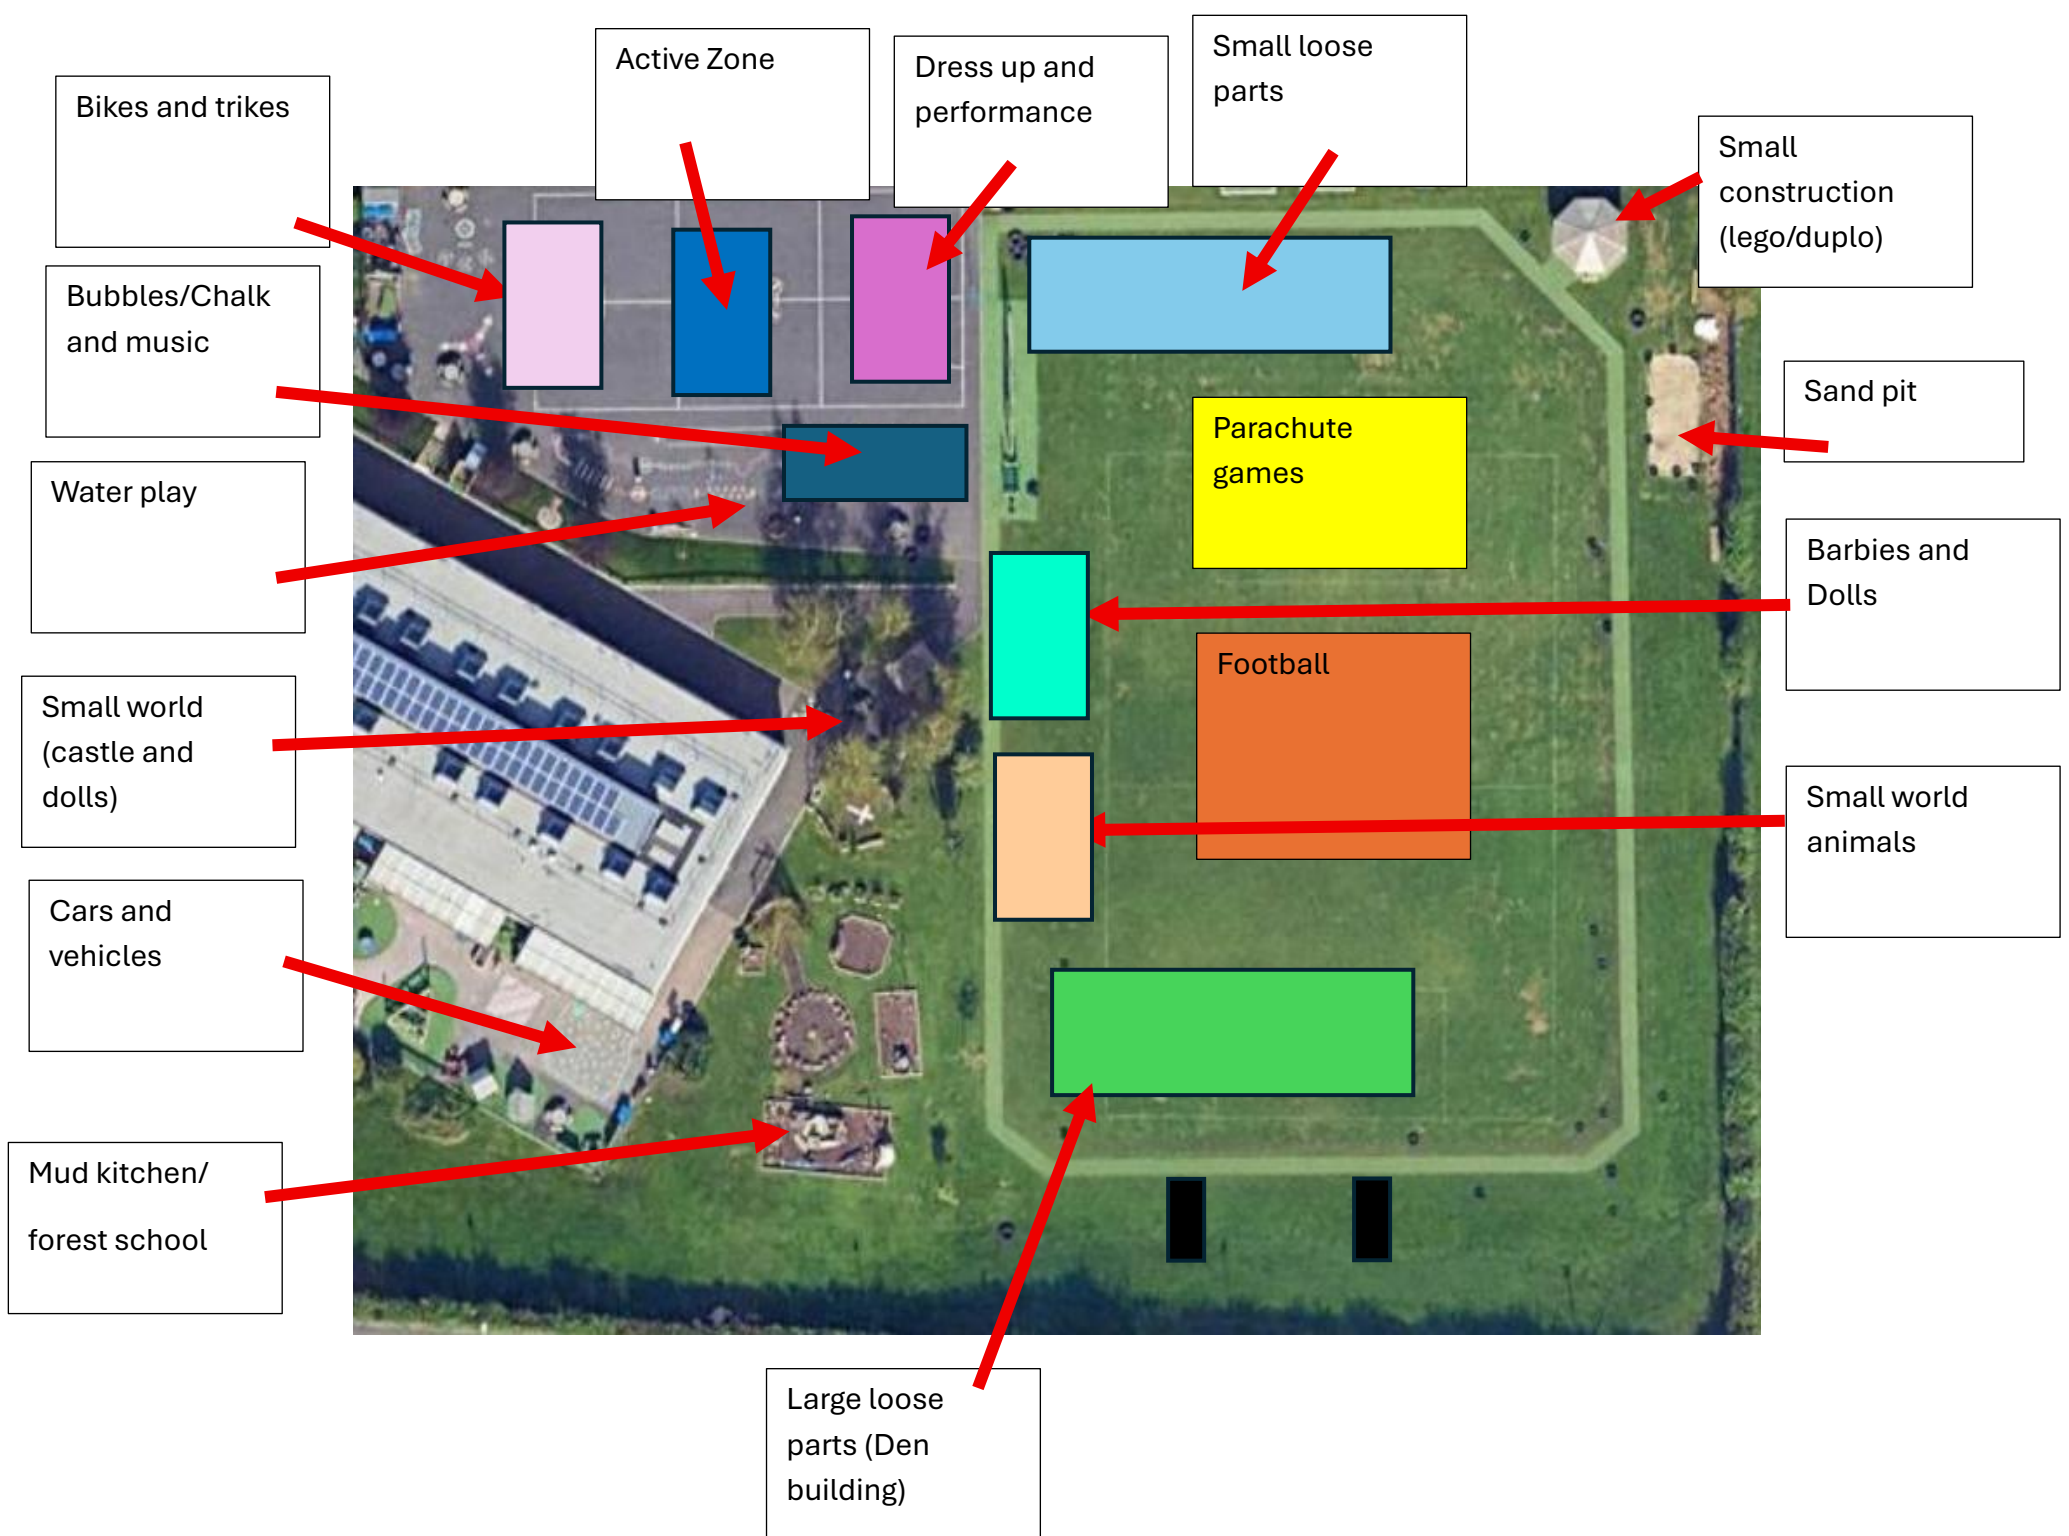 Active Zone
Dress up and
performance
Small loose
parts
Bikes and trikes
Small
construction
(lego/duplo)
Bubbles/Chalk
and music
Sand pit
Parachute
games
Water play
Barbies and
Dolls
Football
Small world
(castle and
dolls)
Small world
animals
Cars and
vehicles
Mud kitchen/
forest school
Large loose
parts (Den
building)